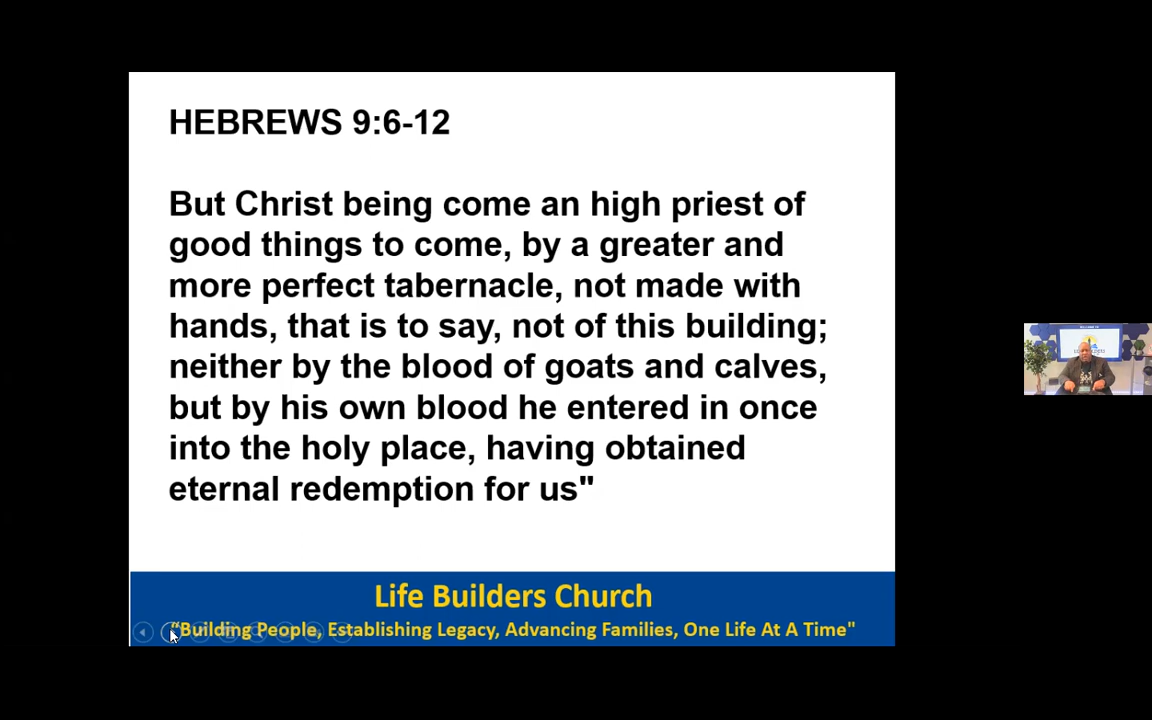 HEBREWS 9:6-12
But Christ being come an high priest of
good things to come, by a greater and
more perfect tabernacle, not made with
hands, that is to say, not of this building;
neither by the blood of goats and calves,
but by his own blood he entered in once
into the holy place, having obtained
eternal redemption for us"
Life Builders Church
“Building People, Establishing Legacy, Advancing Families, One Life At A Time"